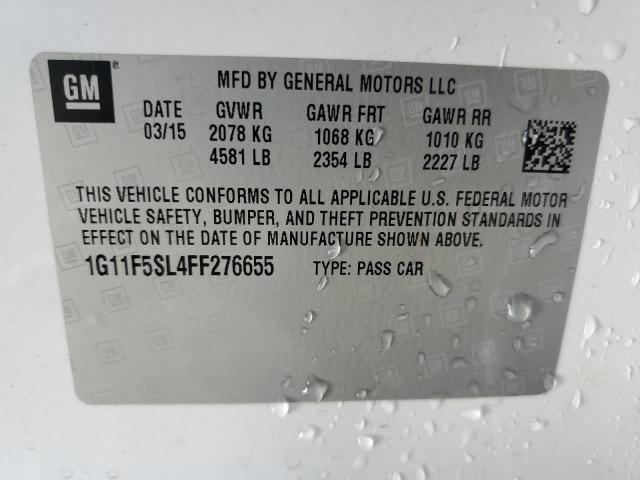 GM®
MFD BY GENERAL MOTORS LLC
DATE GVWR GAWR FRT GAWR RR
03/15 2078 KG 1068 KG 1010 KG
4581 LB 2354 LB 2227 LB
THIS VEHICLE CONFORMS TO ALL APPLICABLE U.S. FEDERAL MOTOR
VEHICLE SAFETY, BUMPER, AND THEFT PREVENTION STANDARDS IN
EFFECT ON THE DATE OF MANUFACTURE SHOWN ABOVE.
1G11F5SL4FF276655 TYPE: PASS CAR